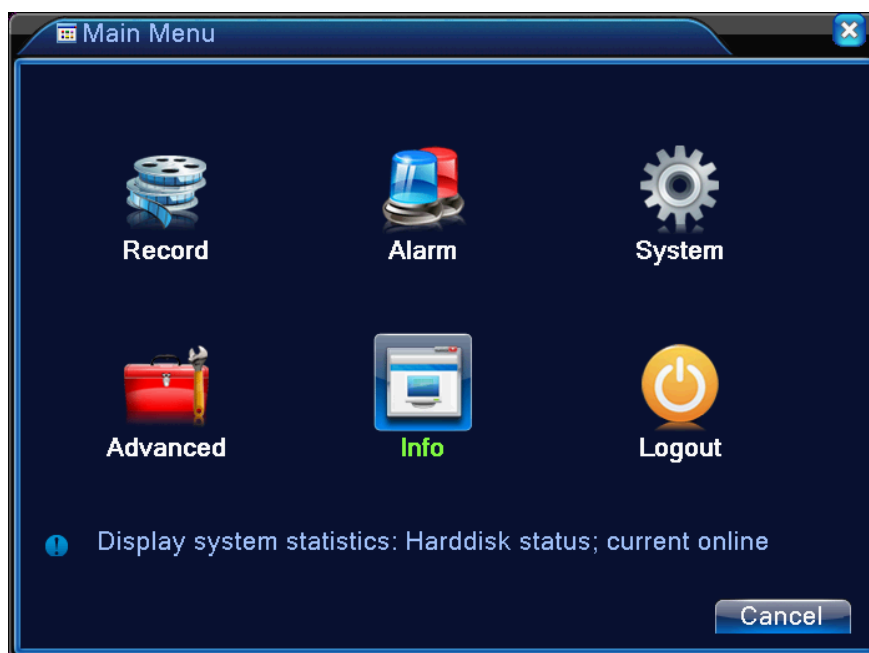 Main Menu
Record Alarm System
Advanced Info Logout
Display system statistics: Harddisk status; current online
Cancel